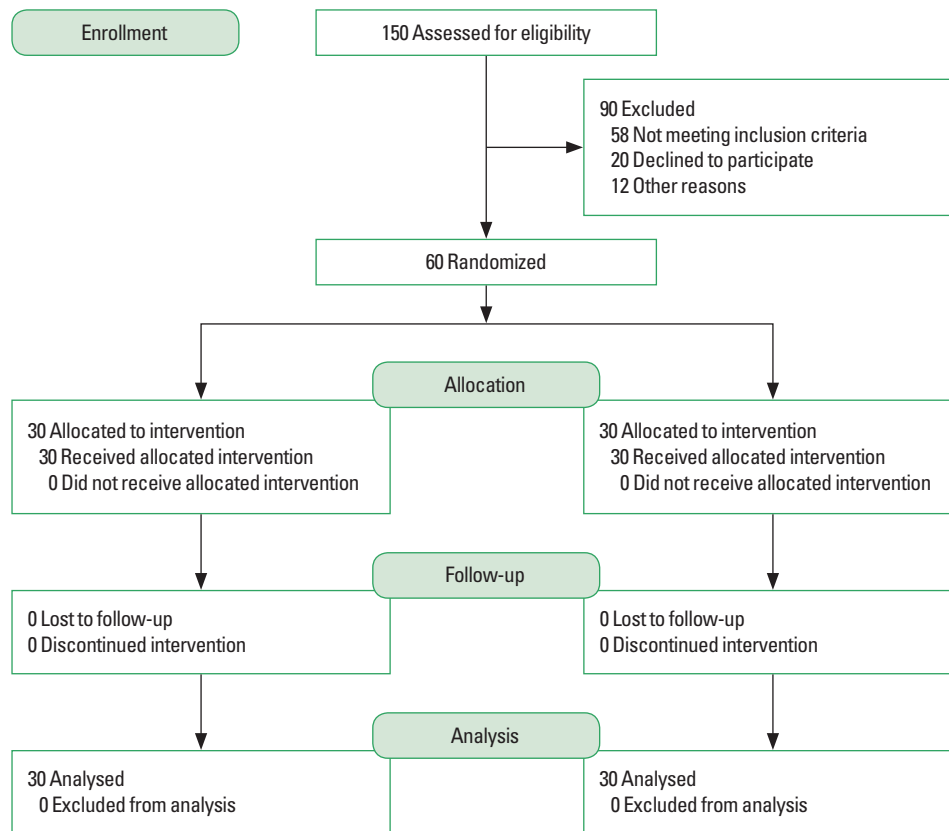 Enrollment
150 Assessed for eligibility
90 Excluded
58 Not meeting inclusion criteria
20 Declined to participate
12 Other reasons
60 Randomized
Allocation
30 Allocated to intervention
30 Received allocated intervention
0 Did not receive allocated intervention
30 Allocated to intervention
30 Received allocated intervention
0 Did not receive allocated intervention
Follow-up
0 Lost to follow-up
0 Discontinued intervention
0 Lost to follow-up
0 Discontinued intervention
Analysis
30 Analysed
0 Excluded from analysis
30 Analysed
0 Excluded from analysis